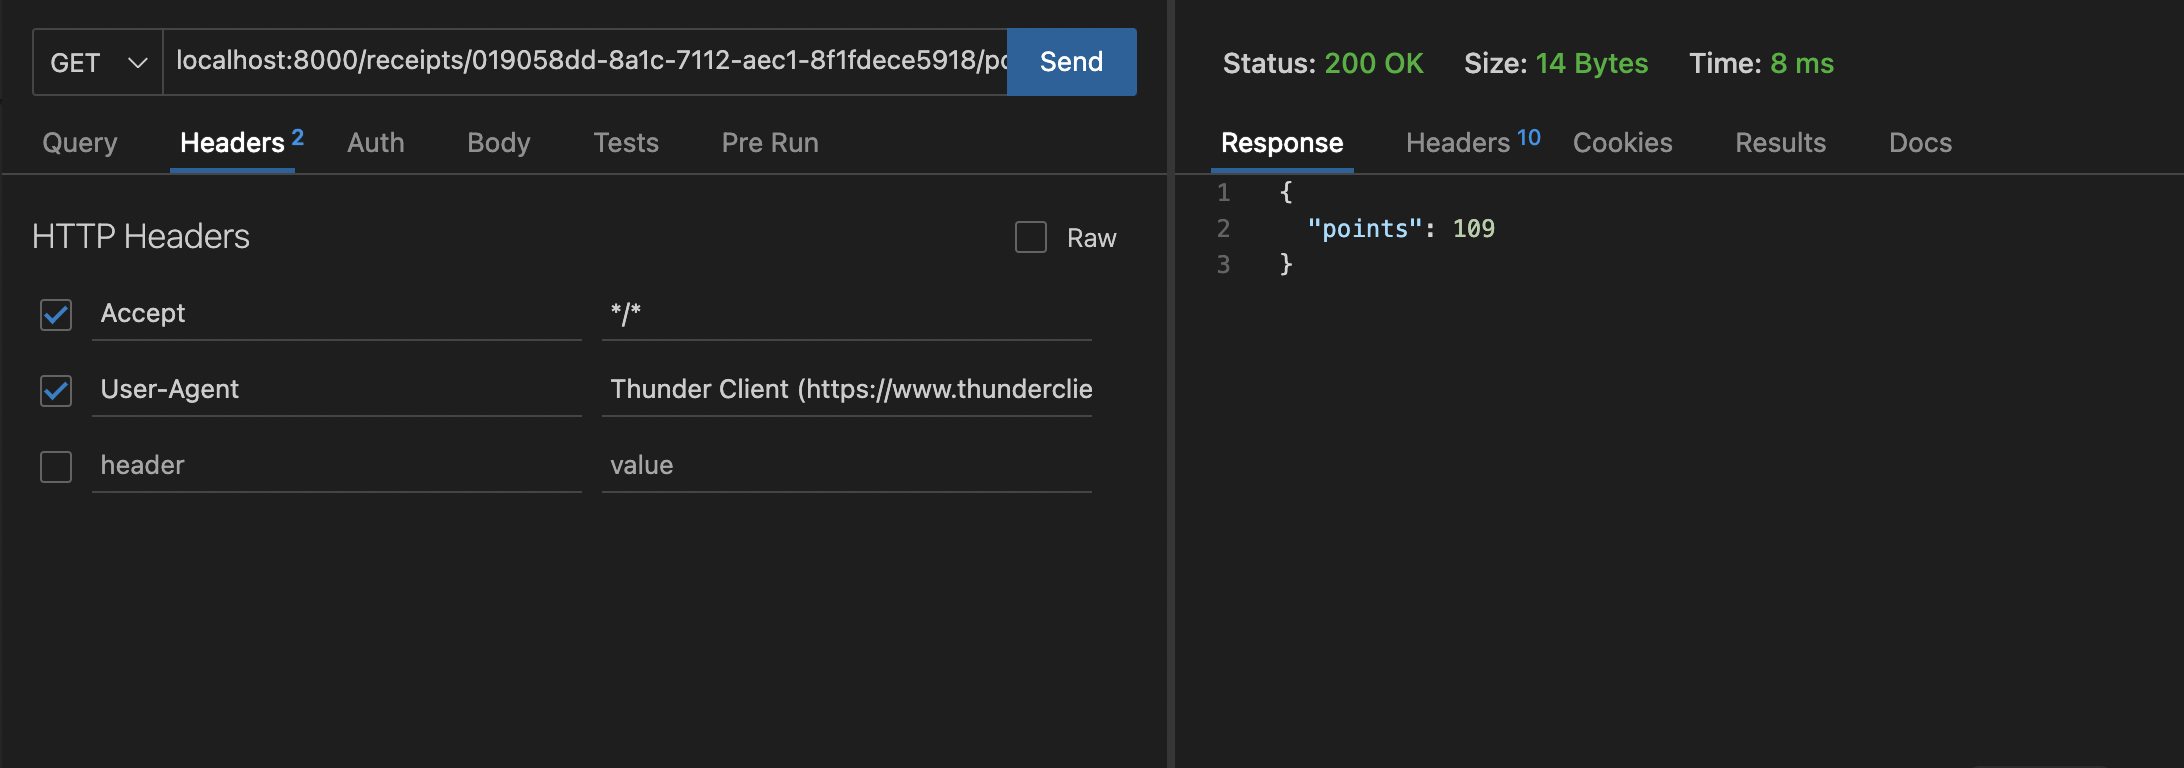 GET localhost:8000/receipts/019058dd-8a1c-7112-aec1-8f1fdece5918/po Send
Query Headers 2 Auth Body Tests Pre Run
HTTP Headers Raw
Accept */*
User-Agent Thunder Client (https://www.thunderclie
header value
Status: 200 OK Size: 14 Bytes Time: 8 ms
Response Headers 10 Cookies Results Docs
1 {
2 "points": 109
3 }